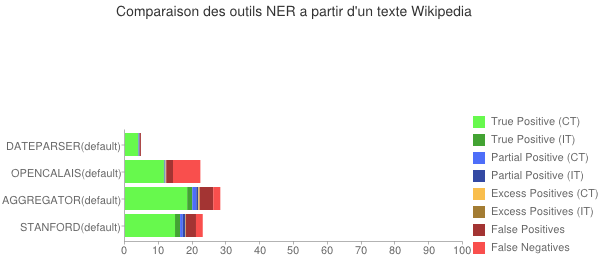 Comparaison des outils NER a partir d'un texte Wikipedia
True Positive (CT)
True Positive (IT)
Partial Positive (CT)
Partial Positive (IT)
Excess Positives (CT)
Excess Positives (IT)
False Positives
False Negatives
DATEPARSER(default)
OPENCALAIS(default)
AGGREGATOR(default)
STANFORD(default)
0 10 20 30 40 50 60 70 80 90 100